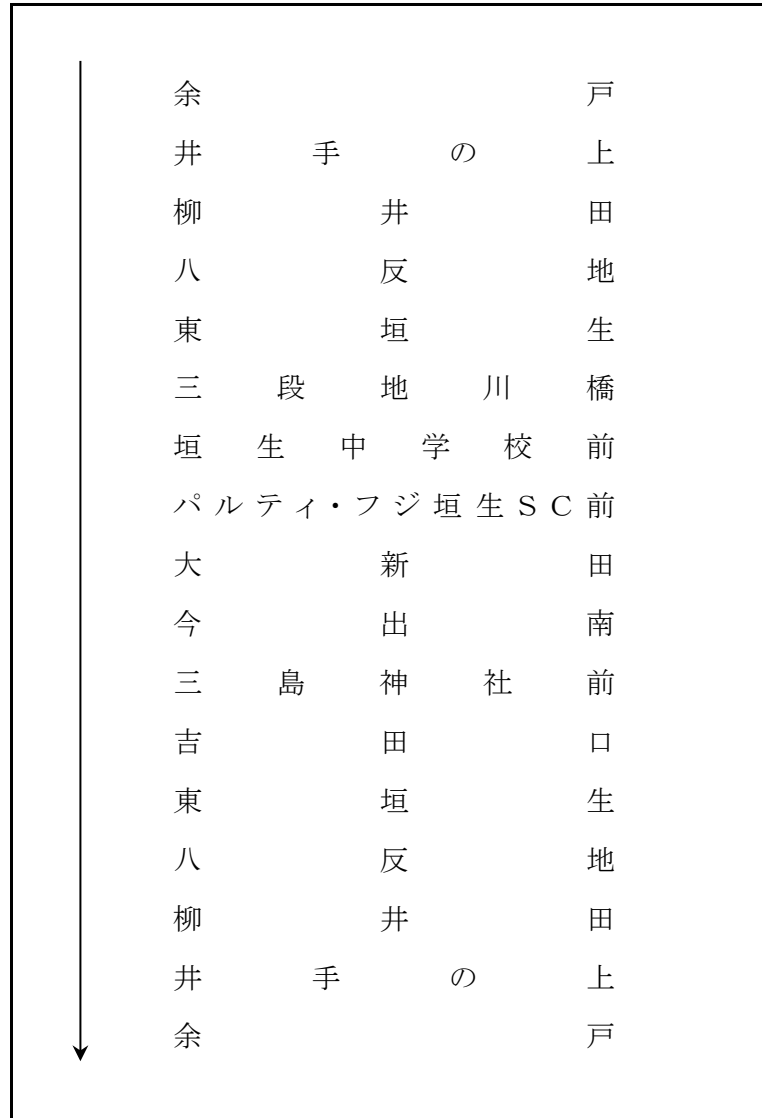 余戸
井手の上
柳井田
八反地
東垣生
三段地川橋
垣生中学校前
パルティ・フジ垣生SC前
大新田
今出南
三島神社前
吉田口
東垣生
八反地
柳井田
井手の上
余戸